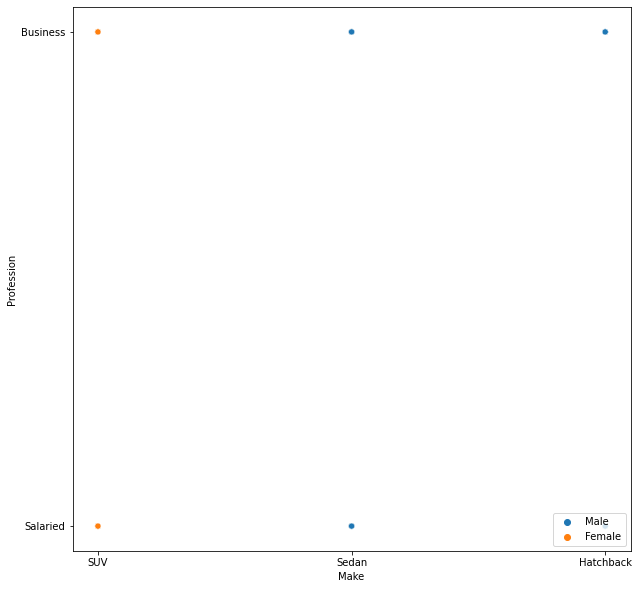 Business
Profession
Salaried
Male
Female
SUV
Sedan
Hatchback
Make